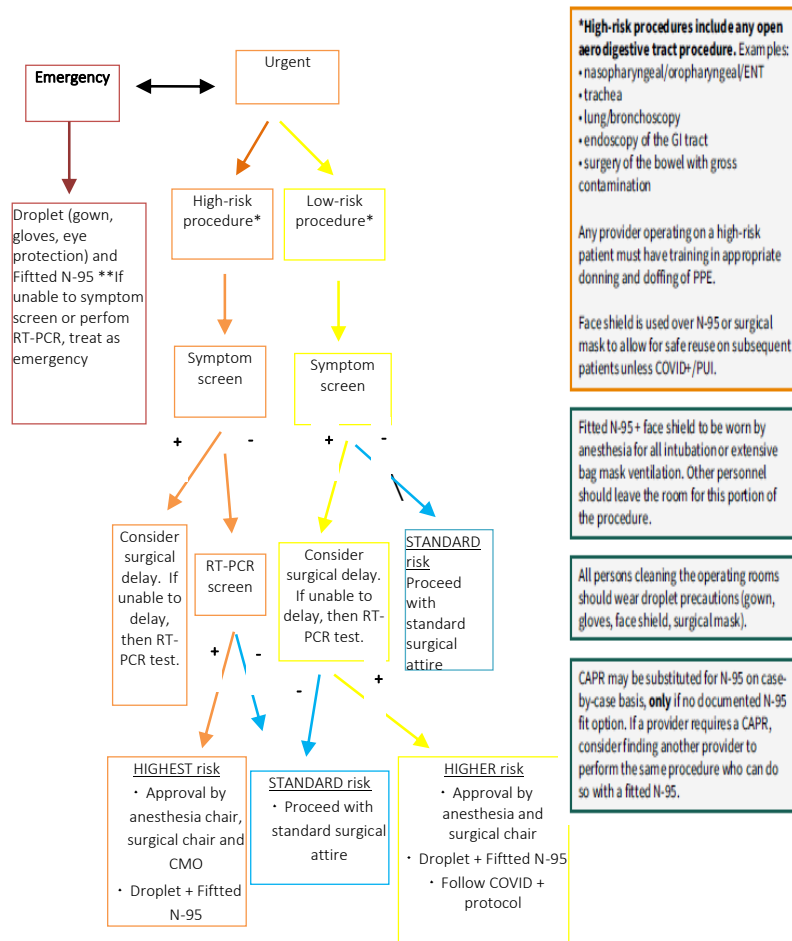 Emergency
Urgent
Droplet (gown,
gloves, eye
protection) and
Fiftted N-95 **If
unable to symptom
screen or perfom
RT-PCR, treat as
emergency
High-risk
procedure*
Low-risk
procedure*
Symptom
screen
Symptom
screen
+
-
+
-
Consider
surgical
delay. If
unable to
delay,
then RT-
PCR test.
RT-PCR
screen
Consider
surgical delay.
If unable to
delay, then RT-
PCR test.
STANDARD
risk
Proceed
with
standard
surgical
attire
+
-
-
+
HIGHEST risk
· Approval by
anesthesia chair,
surgical chair and
CMO
· Droplet + Fiftted
N-95
STANDARD risk
· Proceed with
standard surgical
attire
HIGHER risk
· Approval by
anesthesia and
surgical chair
· Droplet + Fiftted N-95
· Follow COVID +
protocol
*High-risk procedures include any open
aerodigestive tract procedure. Examples:
• nasopharyngeal/oropharyngeal/ENT
• trachea
• lung/bronchoscopy
• endoscopy of the GI tract
• surgery of the bowel with gross
contamination
Any provider operating on a high-risk
patient must have training in appropriate
donning and doffing of PPE.
Face shield is used over N-95 or surgical
mask to allow for safe reuse on subsequent
patients unless COVID+/PUI.
Fitted N-95 + face shield to be worn by
anesthesia for all intubation or extensive
bag mask ventilation. Other personnel
should leave the room for this portion of
the procedure.
All persons cleaning the operating rooms
should wear droplet precautions (gown,
gloves, face shield, surgical mask).
CAPR may be substituted for N-95 on case-
by-case basis, only if no documented N-95
fit option. If a provider requires a CAPR,
consider finding another provider to
perform the same procedure who can do
so with a fitted N-95.